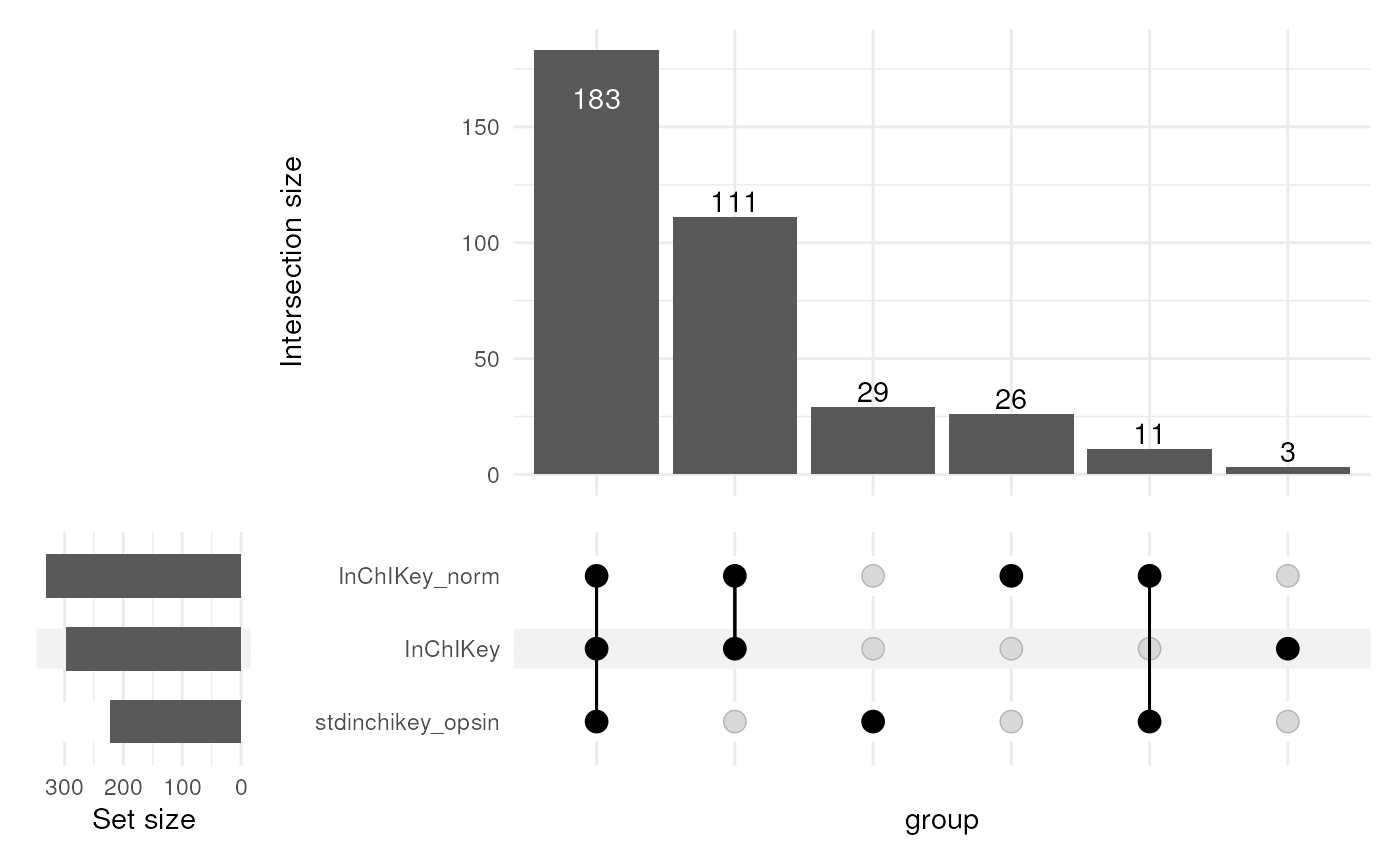 183
150
111
Intersection size
100
50
29
26
11
3
0
InChIKey_norm
InChIKey
stdinchikey_opsin
300 200 100 0
Set size
group